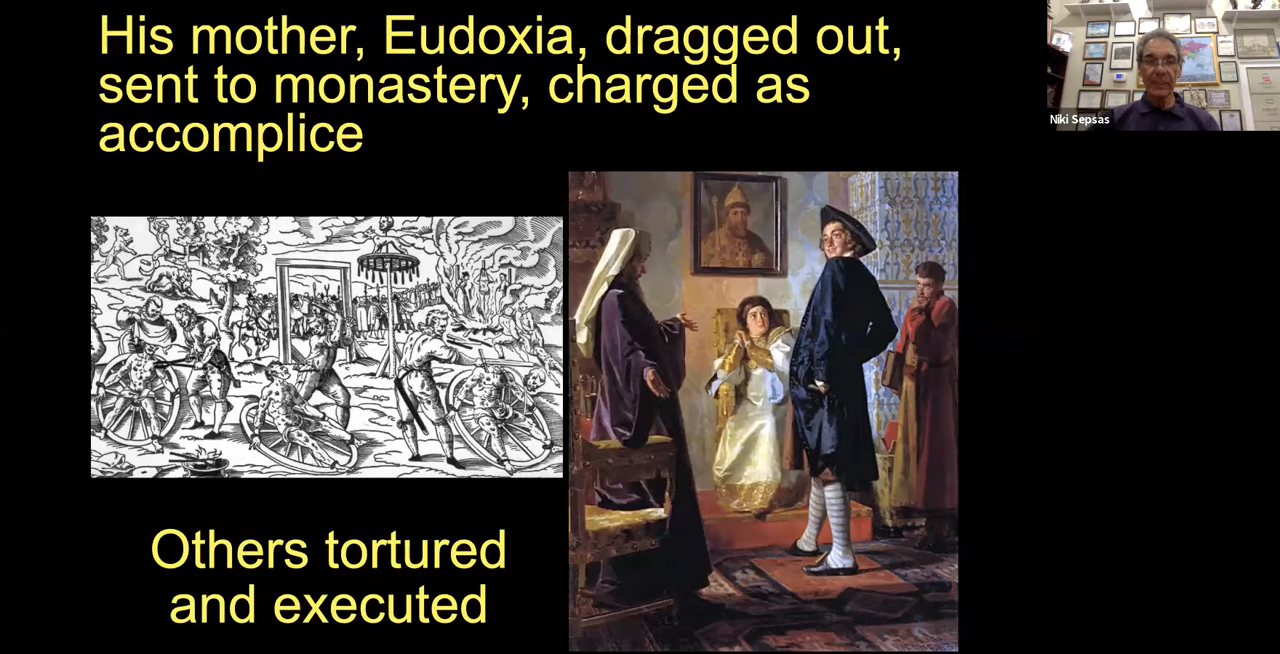 His mother, Eudoxia, dragged out,
sent to monastery, charged as
accomplice
Niki Sepsas
Others tortured
and executed